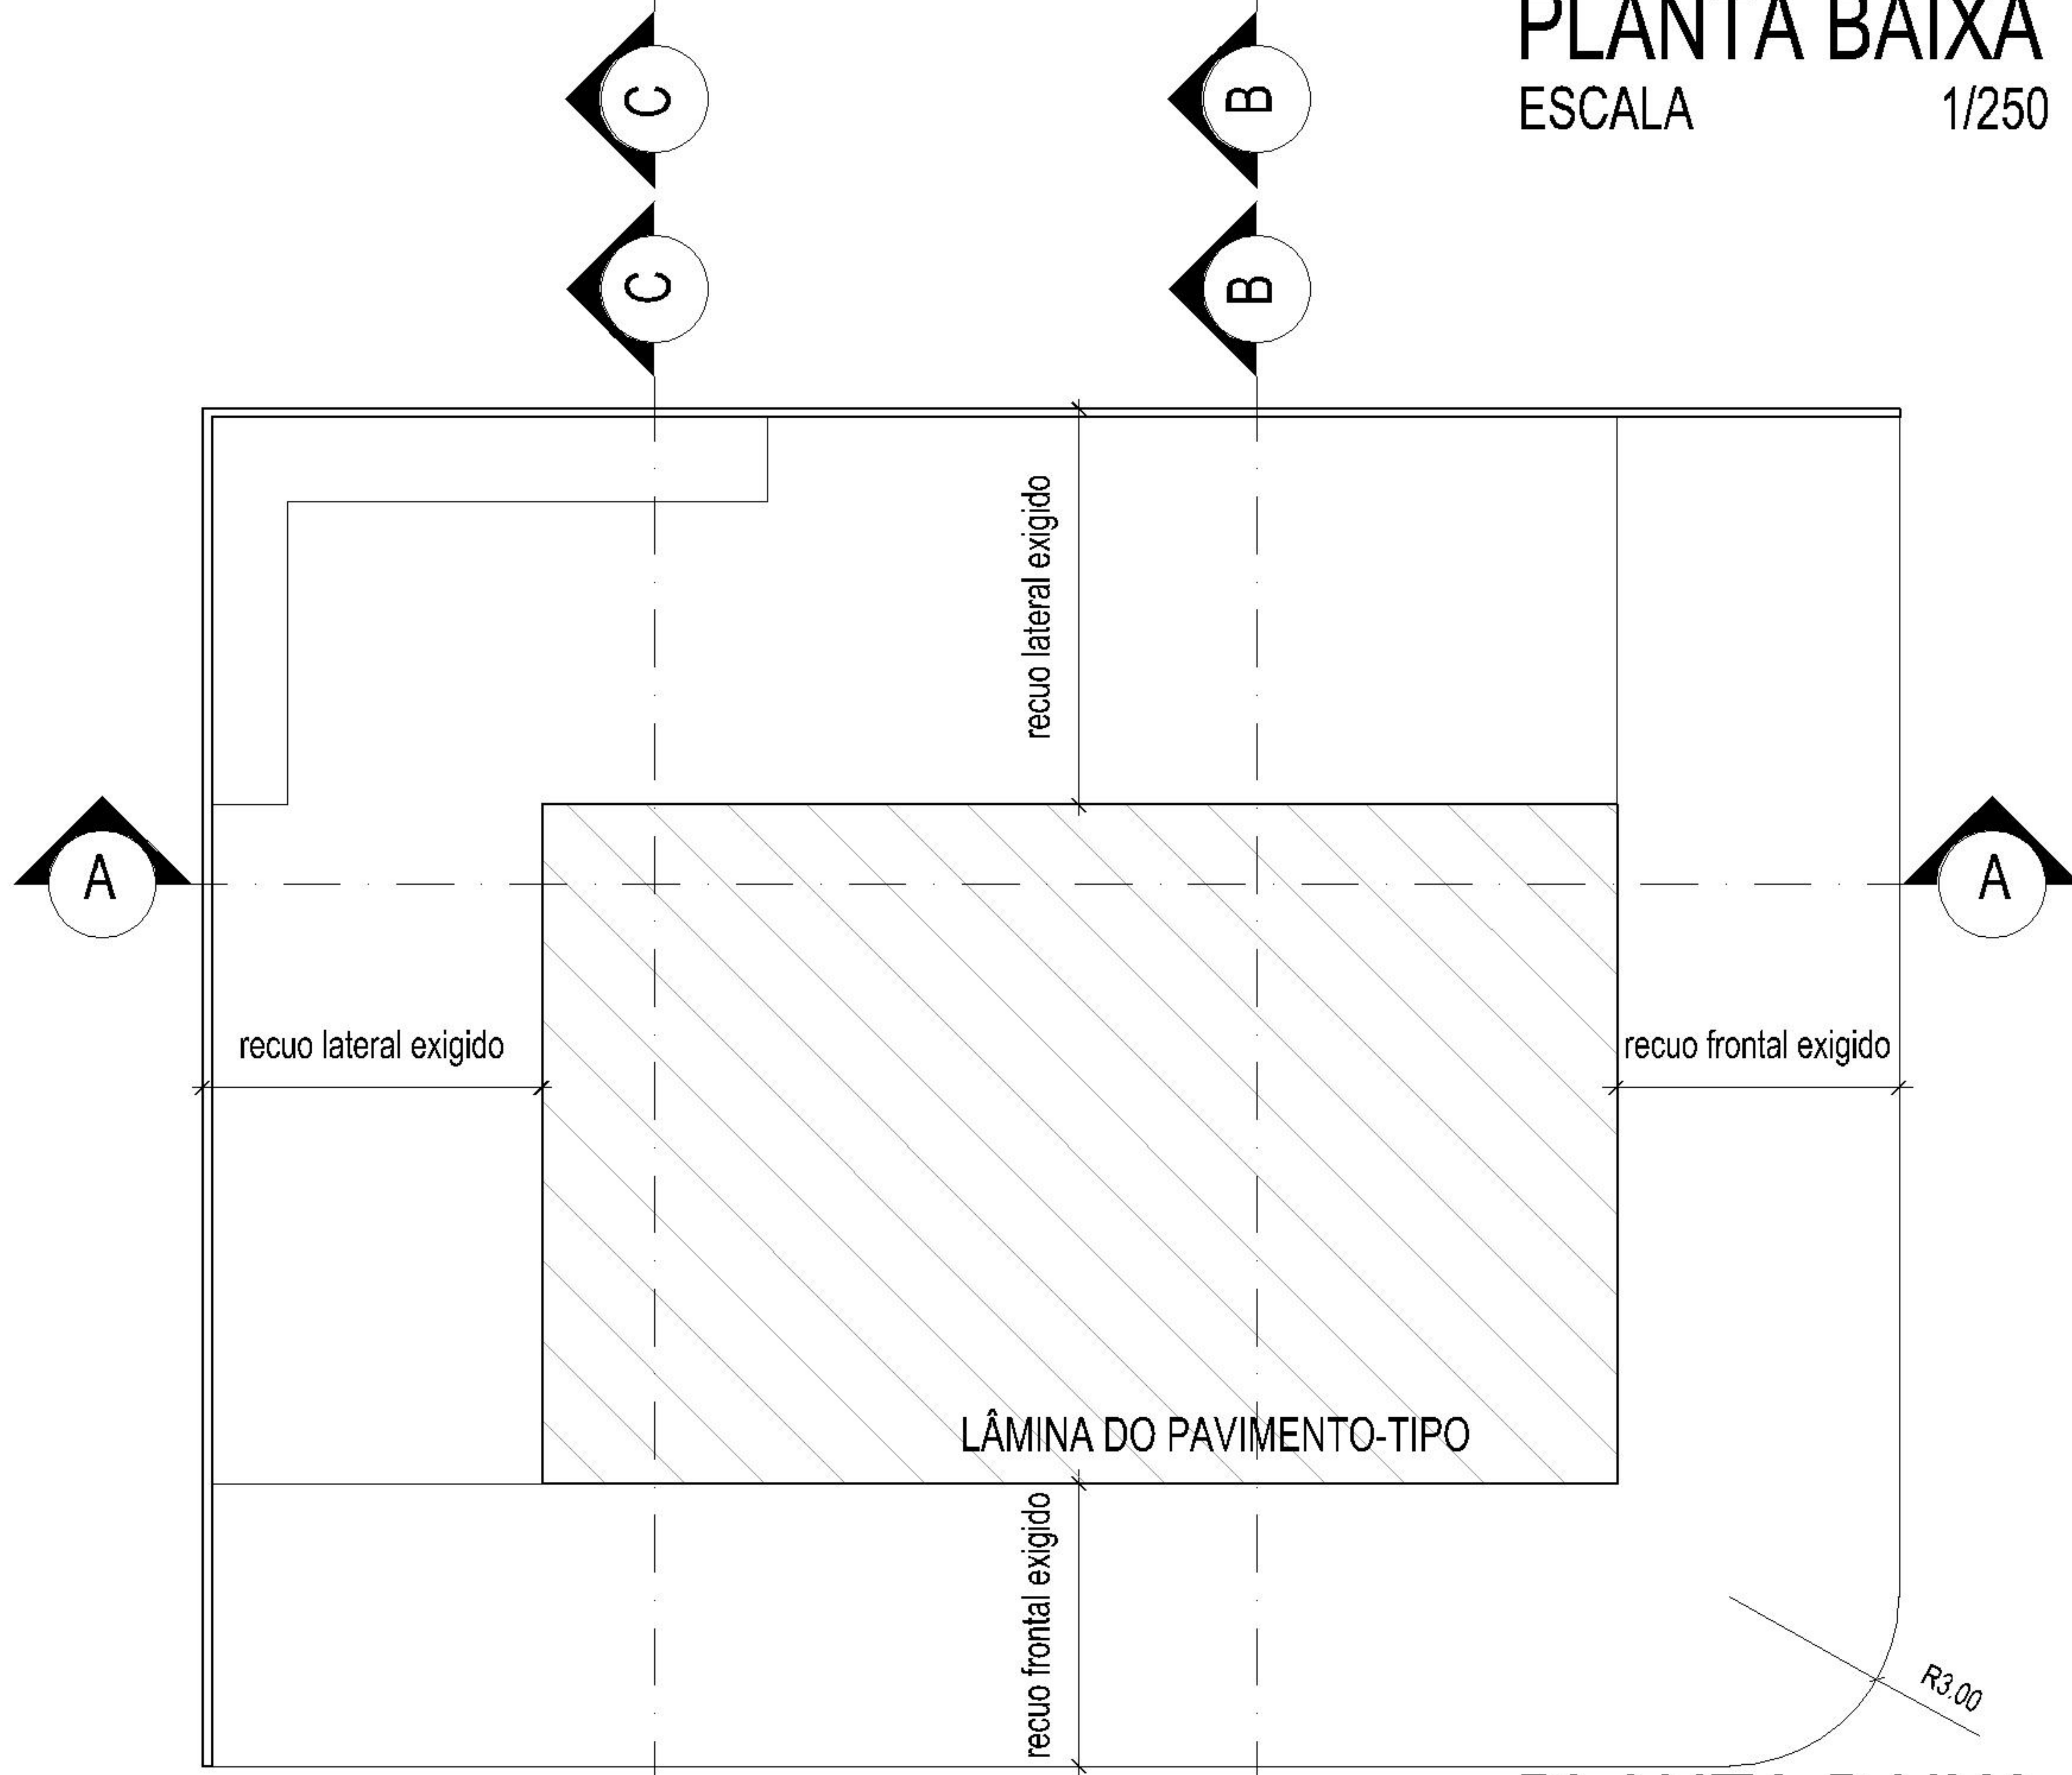 PLANTA BAIXA
ESCALA 1/250
C
B
C
B
recuo lateral exigido
A
A
recuo lateral exigido
recuo frontal exigido
LÂMINA DO PAVIMENTO-TIPO
recuo frontal exigido
R3.00